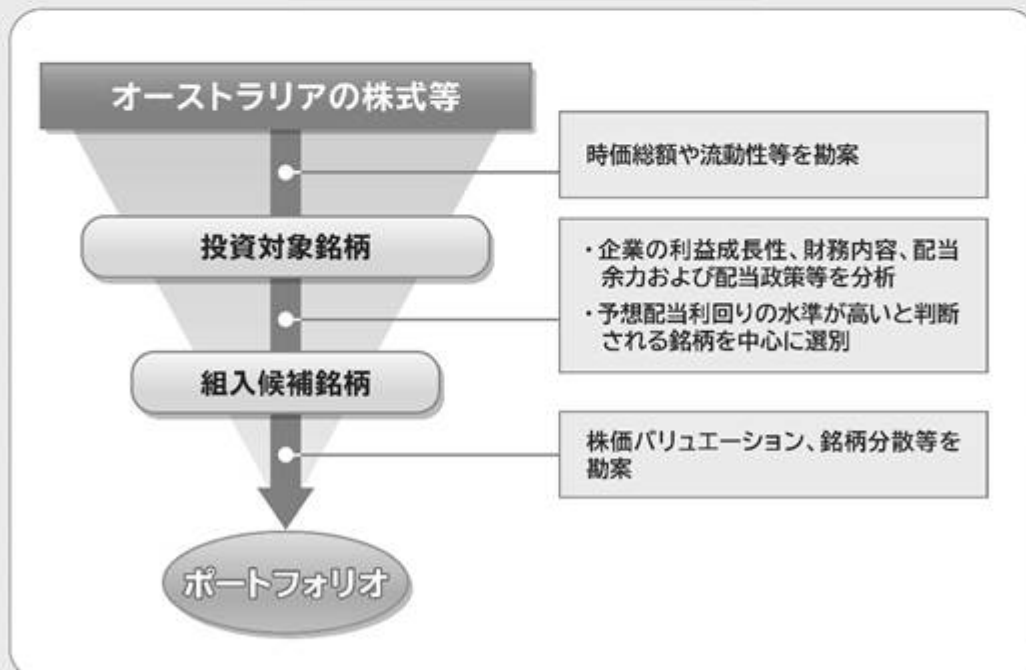 オーストラリアの株式等
時価総額や流動性等を勘案
投資対象銘柄
・企業の利益成長性、財務内容、配当
余力および配当政策等を分析
・予想配当利回りの水準が高いと判断
される銘柄を中心に選別
組入候補銘柄
株価バリュエーション、銘柄分散等を
勘案
ポートフォリオ